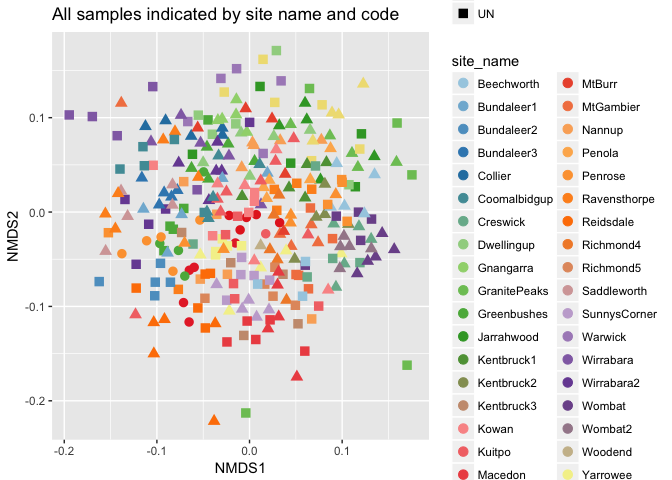 All samples indicated by site name and code
UN
site_name
Beechworth
Bundaleer1
Bundaleer2
Bundaleer3
Collier
Coomalbidgup
Creswick
Dwellingup
Gnangarra
GranitePeaks
Greenbushes
Jarrahwood
Kentbruck1
Kentbruck2
Kentbruck3
Kowan
Kuitpo
Macedon
MtBurr
MtGambier
Nannup
Penola
Penrose
Ravensthorpe
Reidsdale
Richmond4
Richmond5
Saddleworth
SunnysCorner
Warwick
Wirrabara
Wirrabara2
Wombat
Wombat2
Woodend
Yarrowee
NMDS2
0.1
0.0
-0.1
-0.2
-0.2
-0.1
0.0
0.1
NMDS1